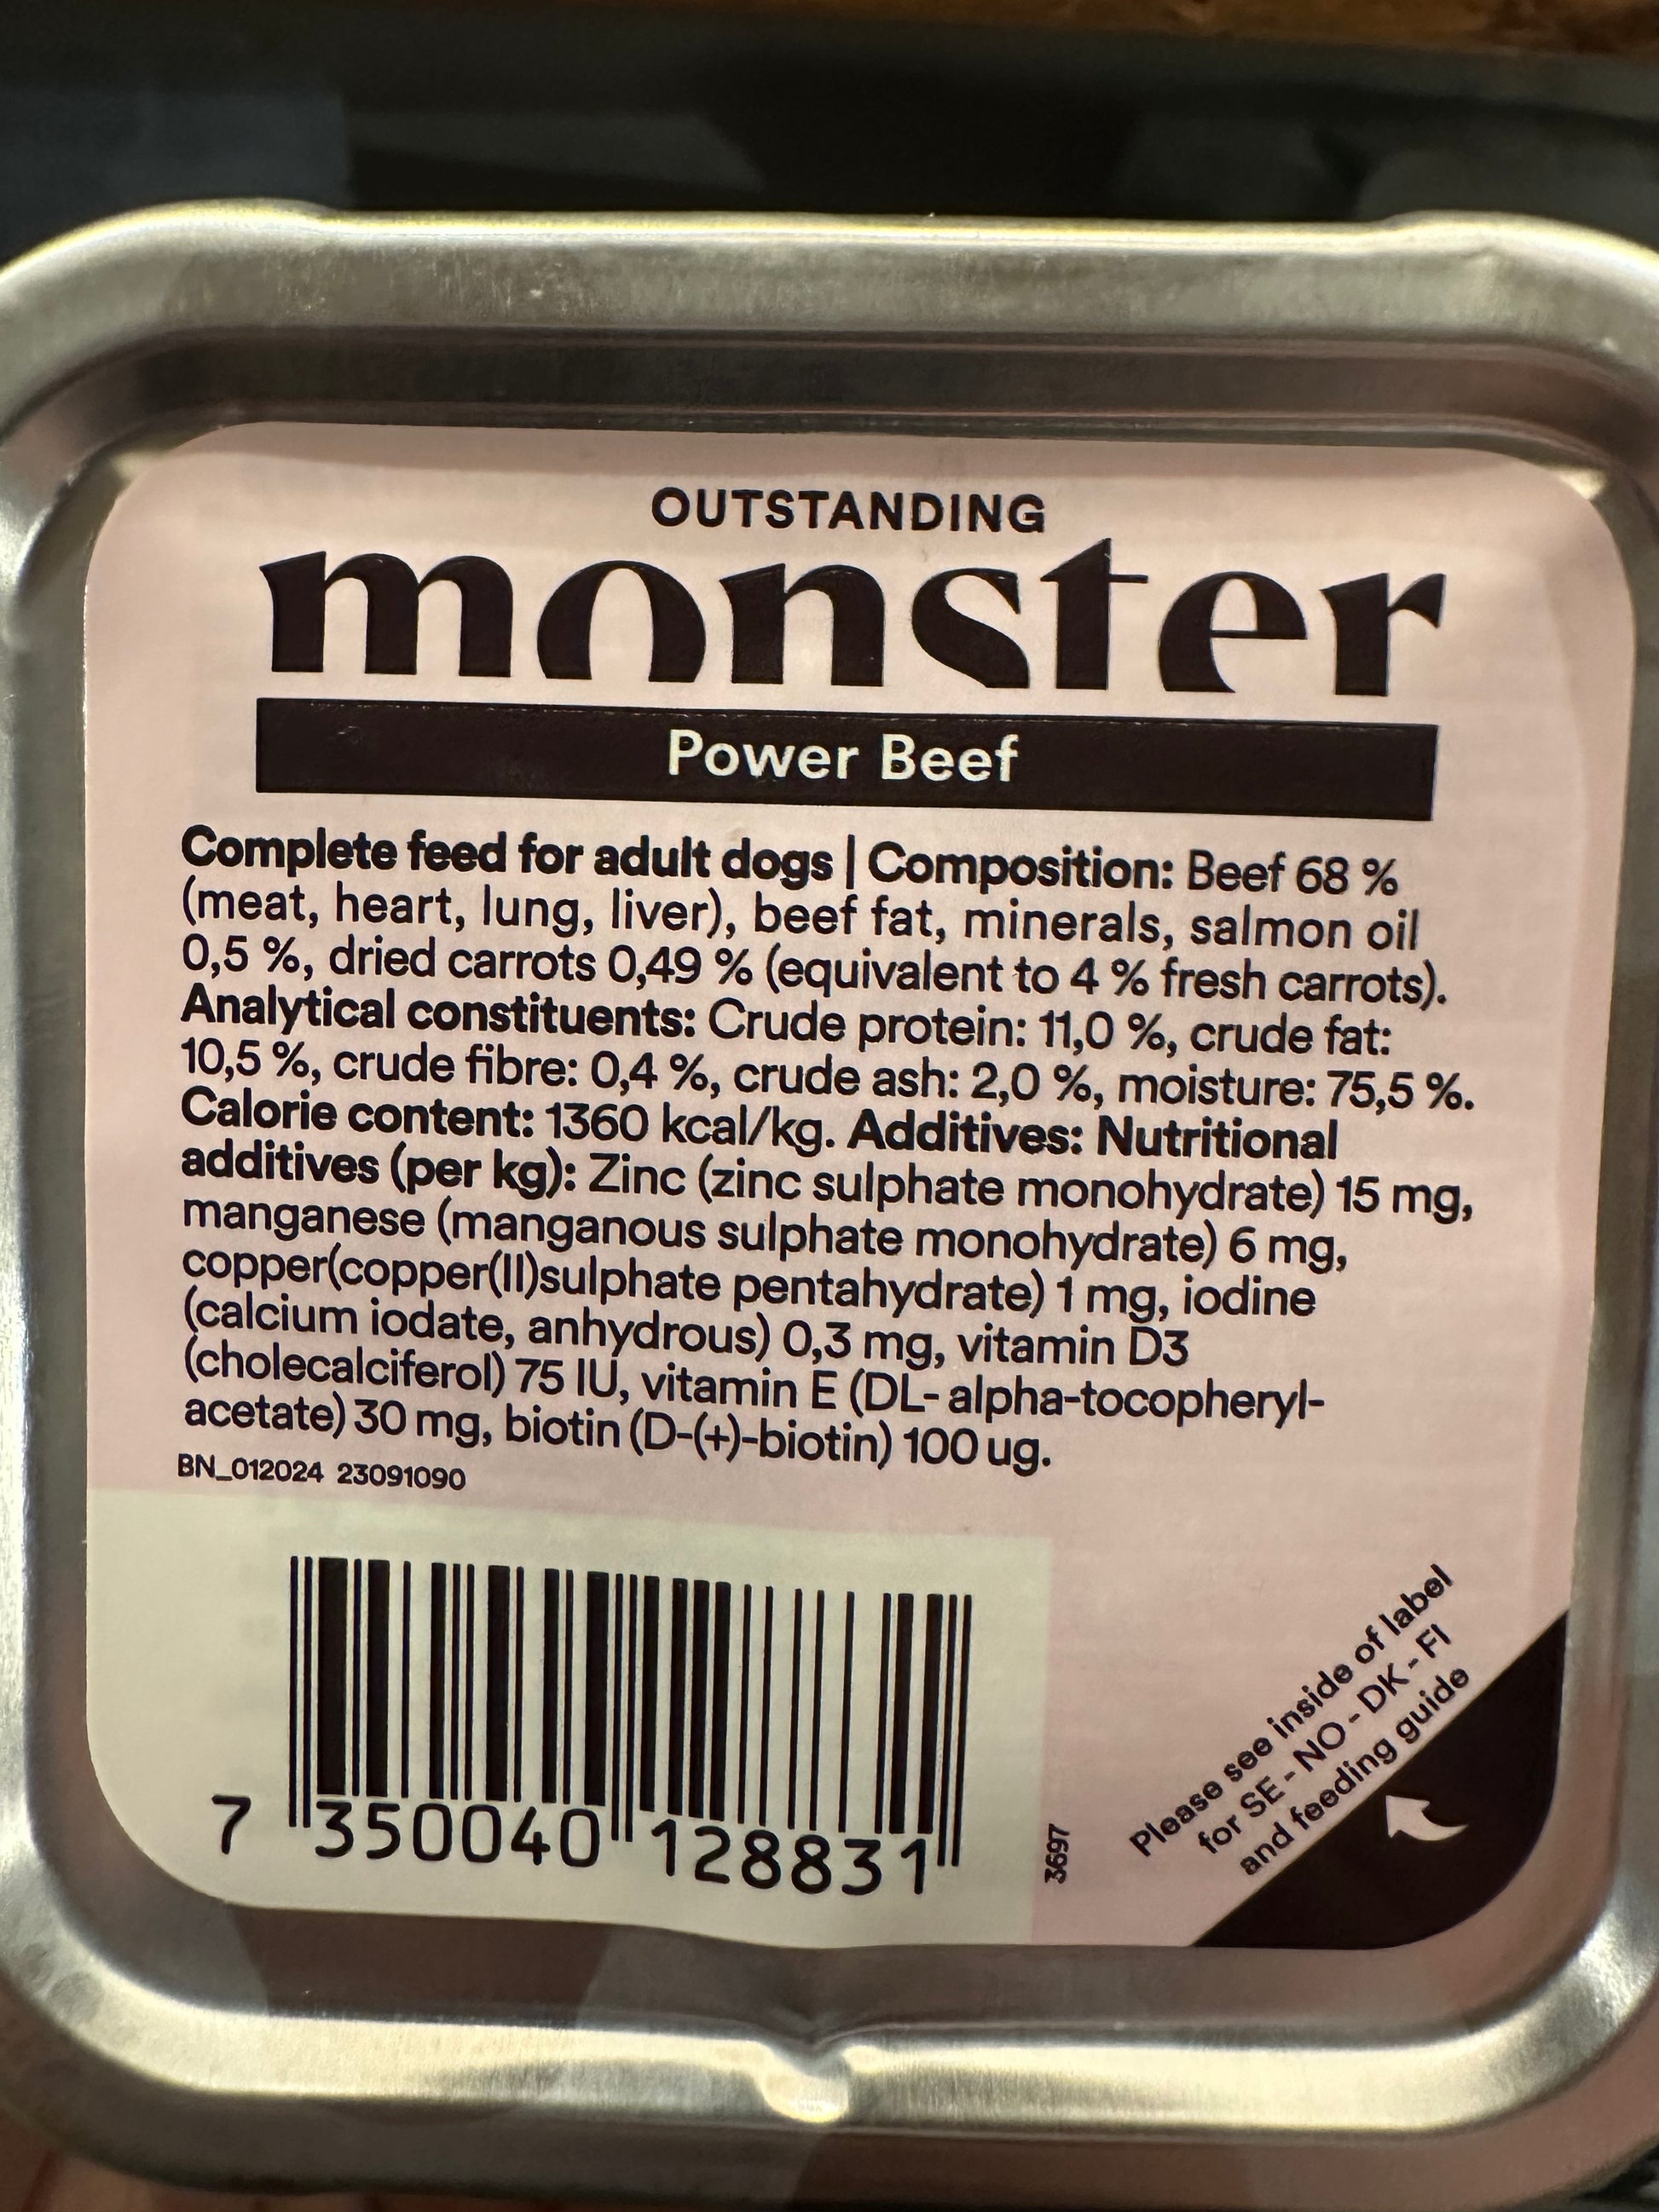 OUTSTANDING
monster
Power Beef
Complete feed for adult dogs | Composition: Beef 68 %
(meat, heart, lung, liver), beef fat, minerals, salmon oil
0,5 %, dried carrots 0,49 % (equivalent to 4 % fresh carrots).
Analytical constituents: Crude protein: 11,0 %, crude fat:
10,5 %, crude fibre: 0,4 %, crude ash: 2,0 %, moisture: 75,5 %.
Calorie content: 1360 kcal/kg. Additives: Nutritional
additives (per kg): Zinc (zinc sulphate monohydrate) 15 mg,
manganese (manganous sulphate monohydrate) 6 mg,
copper(copper(II)sulphate pentahydrate) 1 mg, iodine
(calcium iodate, anhydrous) 0,3 mg, vitamin D3
(cholecalciferol) 75 IU, vitamin E (DL- alpha-tocopheryl-
acetate) 30 mg, biotin (D-(+)-biotin) 100 ug.
BN_012024 23091090
7 350040 128831
3697
Please see inside of label
for SE - NO - DK - FI
and feeding guide